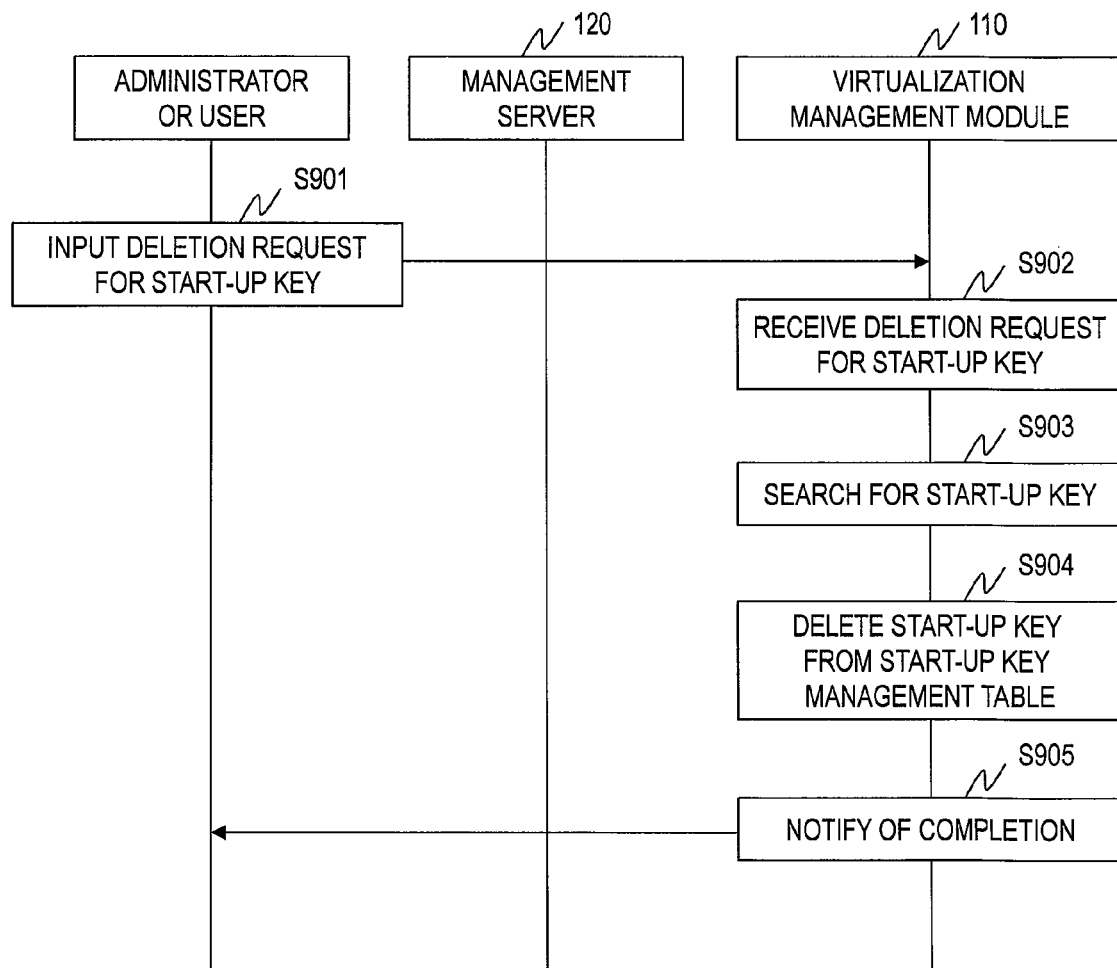 120
110
ADMINISTRATOR
OR USER
MANAGEMENT
SERVER
VIRTUALIZATION
MANAGEMENT MODULE
S901
INPUT DELETION REQUEST
FOR START-UP KEY
S902
RECEIVE DELETION REQUEST
FOR START-UP KEY
S903
SEARCH FOR START-UP KEY
S904
DELETE START-UP KEY
FROM START-UP KEY
MANAGEMENT TABLE
S905
NOTIFY OF COMPLETION